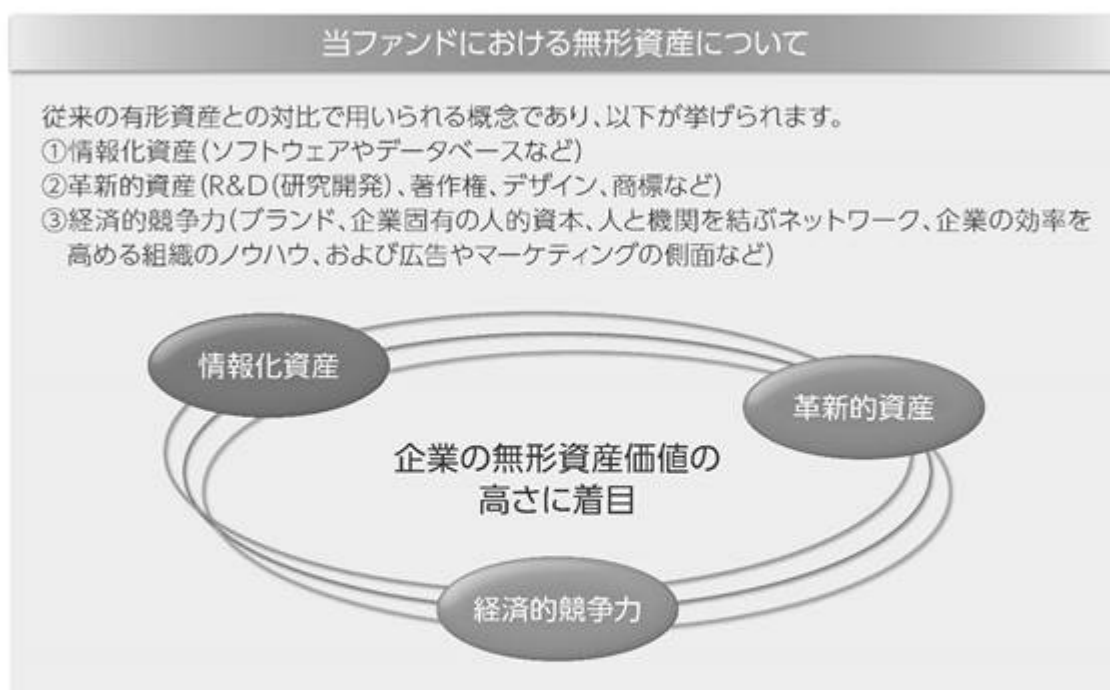 当ファンドにおける無形資産について
従来の有形資産との対比で用いられる概念であり、以下が挙げられます。
①情報化資産(ソフトウェアやデータベースなど)
②革新的資産(R&D(研究開発)、著作権、デザイン、商標など)
③経済的競争力(ブランド、企業固有の人的資本、人と機関を結ぶネットワーク、企業の効率を
高める組織のノウハウ、および広告やマーケティングの側面など)
情報化資産
革新的資産
企業の無形資産価値の
高さに着目
経済的競争力